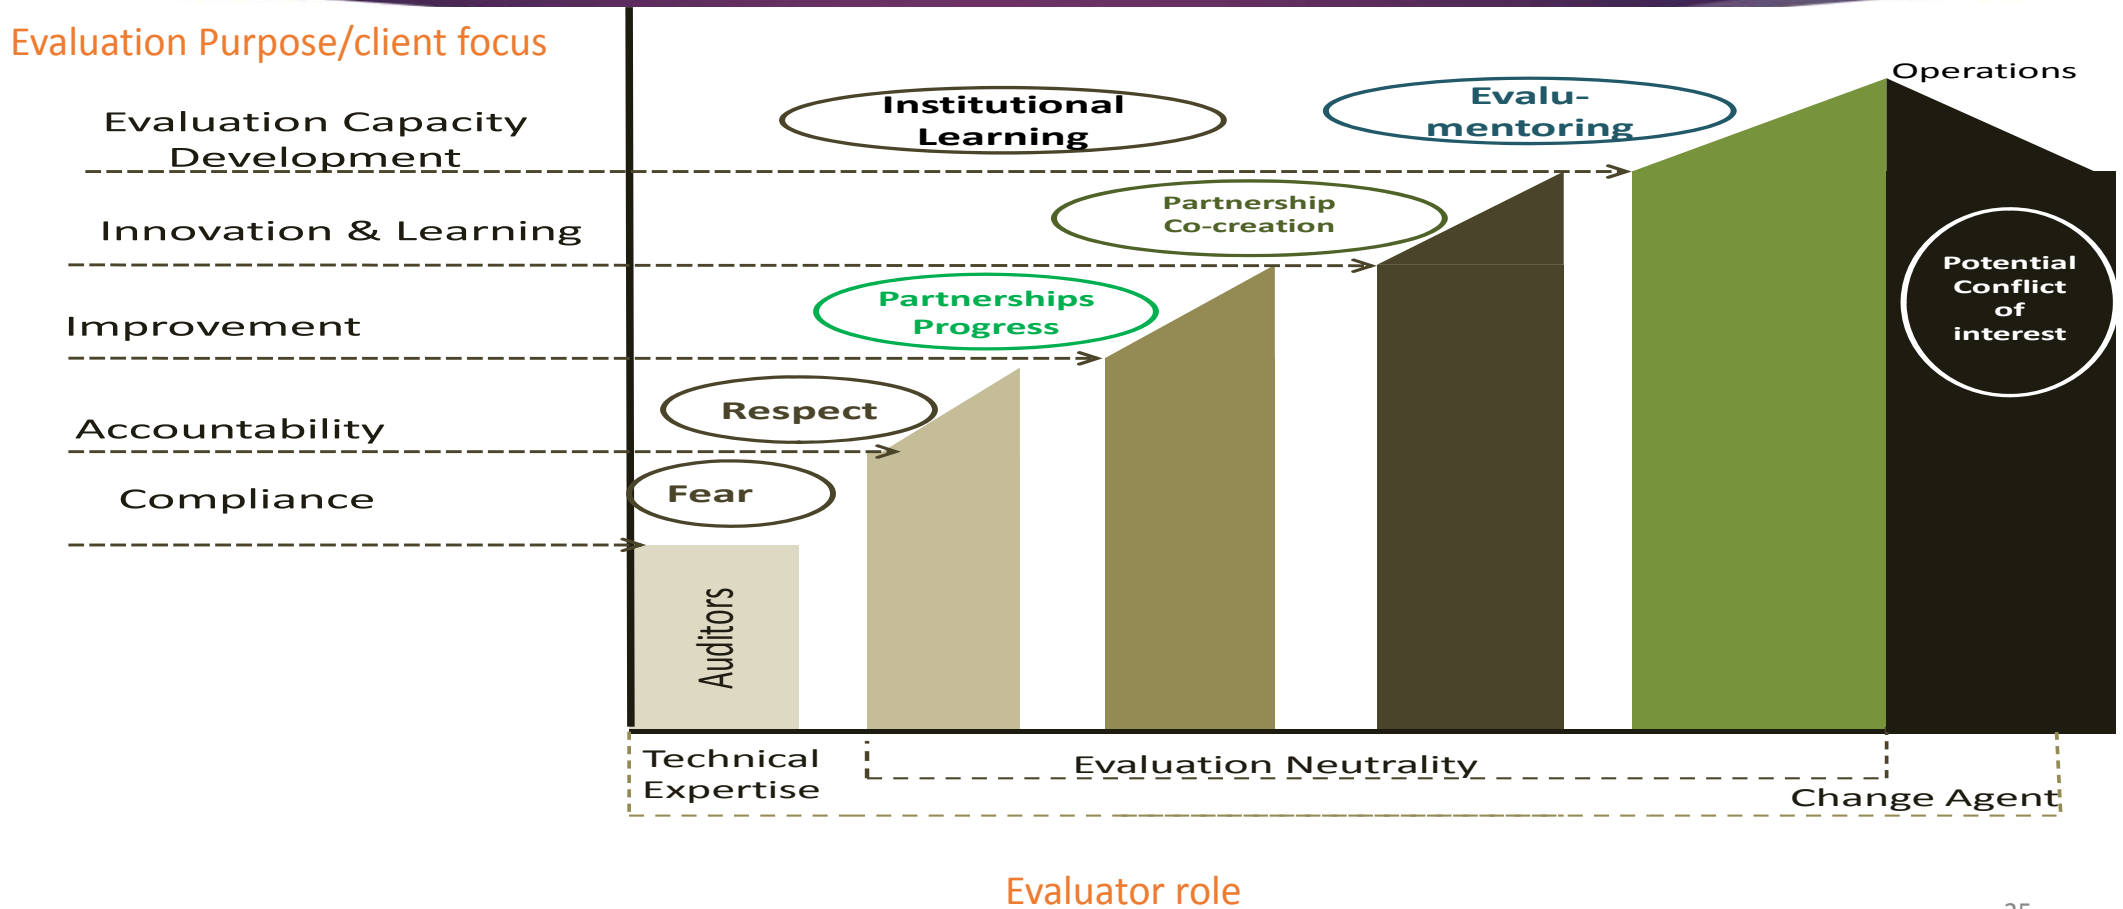 Evaluation Purpose/client focus
Operations
Evaluation Capacity
Development
Institutional
Learning
Evalu-
mentoring
Innovation & Learning
Partnership
Co-creation
Improvement
Partnerships
Progress
Potential
Conflict
of
interest
Accountability
Respect
Compliance
Fear
Auditors
Technical
Expertise
Evaluation Neutrality
Change Agent
Evaluator role